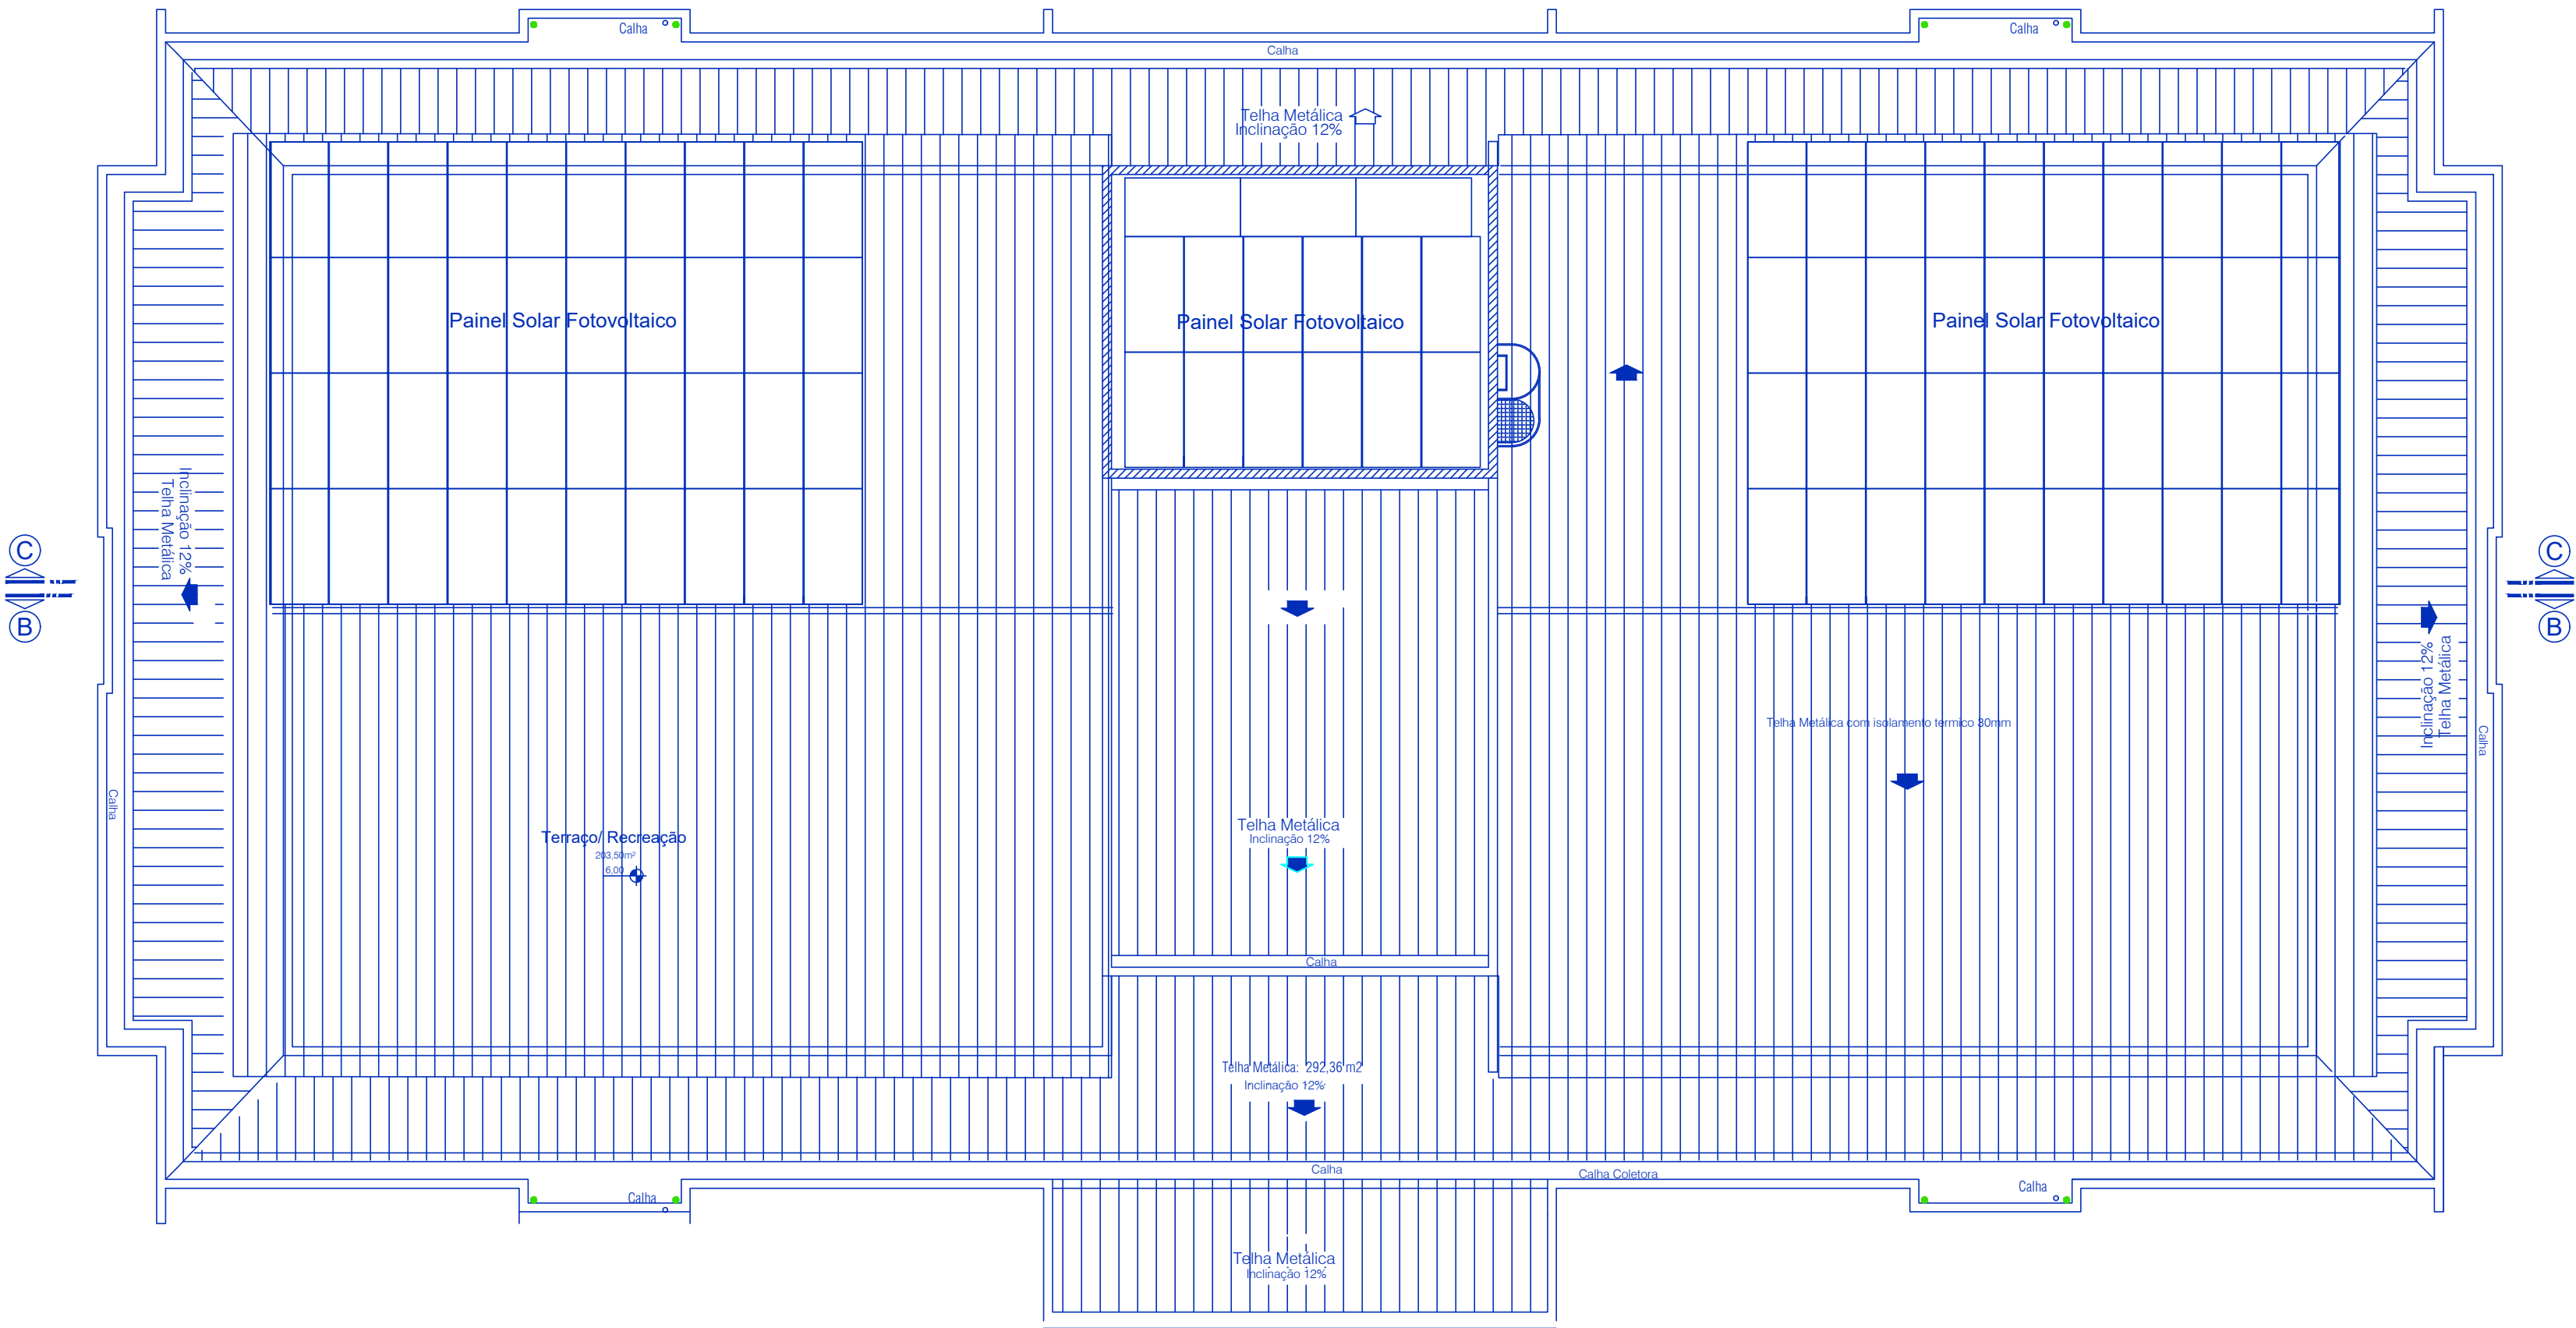 Calha
Calha
Calha
Telha Metálica
Inclinação 12%
Painel Solar Fotovoltaico
Painel Solar Fotovoltaico
Painel Solar Fotovoltaico
Inclinação 12%
Telha Metálica
C
B
C
B
Inclinação 12%
Telha Metálica
Calha
Calha
Telha Metálica com isolamento termico 30mm
Terraço/ Recreação
203,50m²
6,00
Telha Metálica
Inclinação 12%
Calha
Telha Metálica: 292,36 m2
Inclinação 12%
Calha
Calha Coletora
Calha
Calha
Telha Metálica
Inclinação 12%